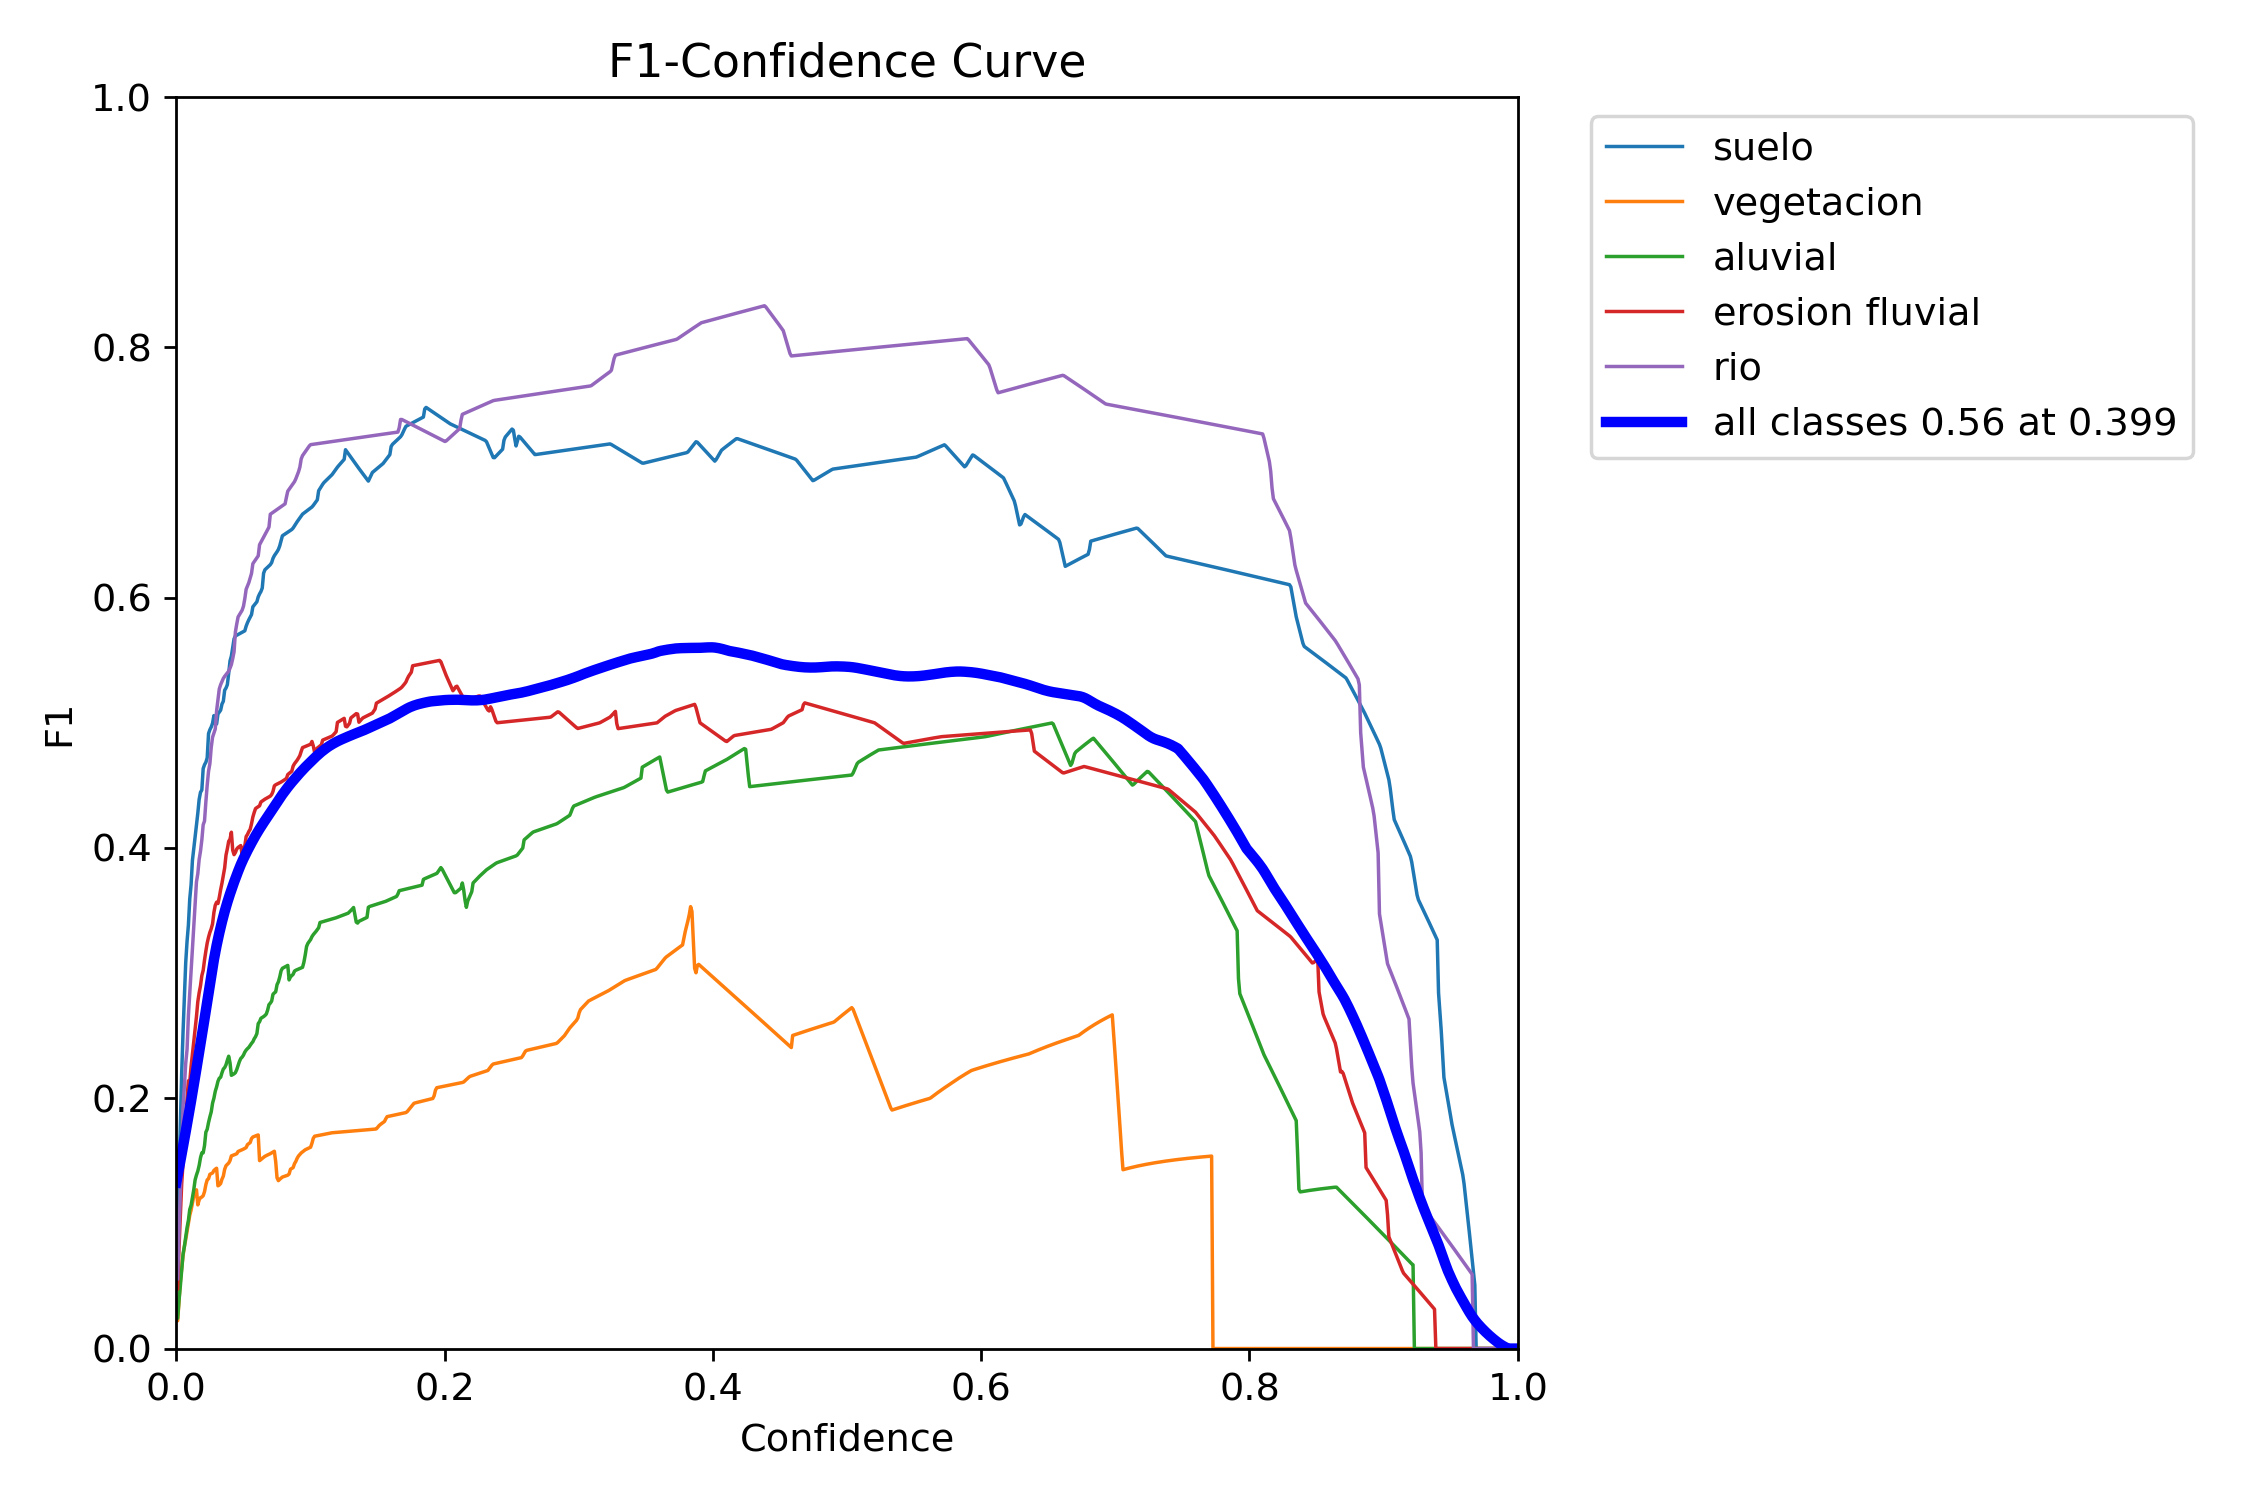 F1-Confidence Curve
1.0
0.8
0.6
0.4
0.2
0.0
F1
0.0 0.2 0.4 0.6 0.8 1.0
Confidence
suelo
vegetacion
aluvial
erosion fluvial
rio
all classes 0.56 at 0.399